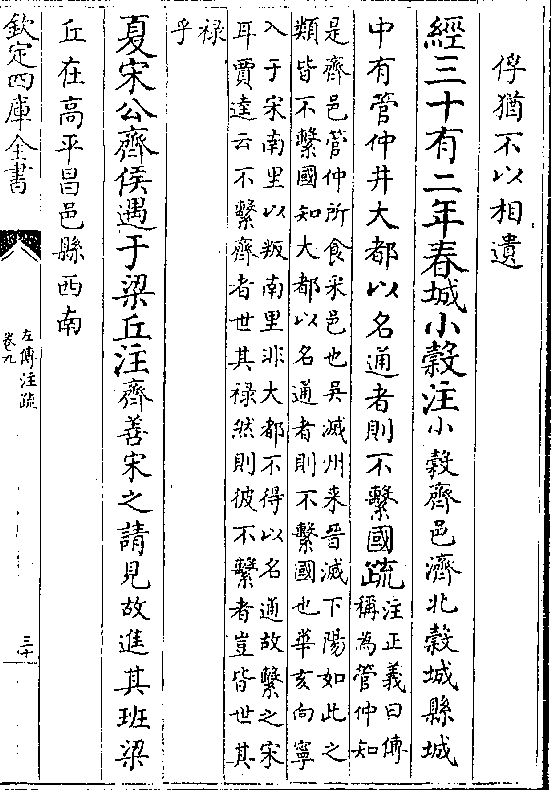 俘猶不以相遺
經三十有二年春城小穀注小穀齊邑濟北穀城縣城
中有管仲井大都以名通者則不繫國疏
注正義曰傳
稱為管仲知
是齊邑管仲所食采邑也吳滅州来晉滅下陽如此之
類皆不繫國知大都以名通者則不繫國也華亥向寧
入于宋南里以叛南里非大都不得以名通故繫之宋
耳賈逵云不繫齊者世其禄然則彼不繫者豈皆世其
禄
乎
夏宋公齊侯遇于梁丘注齊善宋之請見故進其班梁
丘在高平昌邑縣西南
欽定四庫全書
左傳注疏
卷九
三十